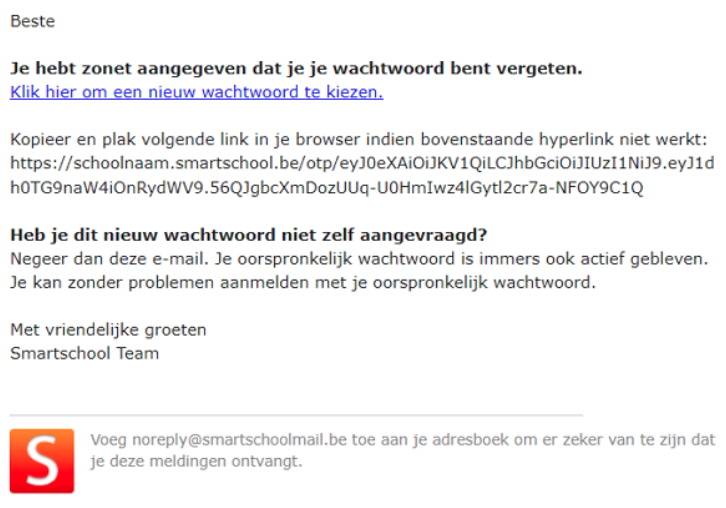 Beste
Je hebt zonet aangegeven dat je je wachtwoord bent vergeten.
Klik hier om een nieuw wachtwoord te kiezen.
Kopieer en plak volgende link in je browser indien bovenstaande hyperlink niet werkt:
https://schoolnaam.smartschool.be/otp/eyJ0eXAiOiJKV1QiLCJhbGciOiJIUzI1NiJ9.eyJ1d
h0TG9naW4iOnRydWV9.56QJgbcXmDozUUq-U0HmIwz4lGytl2cr7a-NFOY9C1Q
Heb je dit nieuw wachtwoord niet zelf aangevraagd?
Negeer dan deze e-mail. Je oorspronkelijk wachtwoord is immers ook actief gebleven.
Je kan zonder problemen aanmelden met je oorspronkelijk wachtwoord.
Met vriendelijke groeten
Smartschool Team
S
Voeg noreply@smartschoolmail.be toe aan je adresboek om er zeker van te zijn dat
je deze meldingen ontvangt.